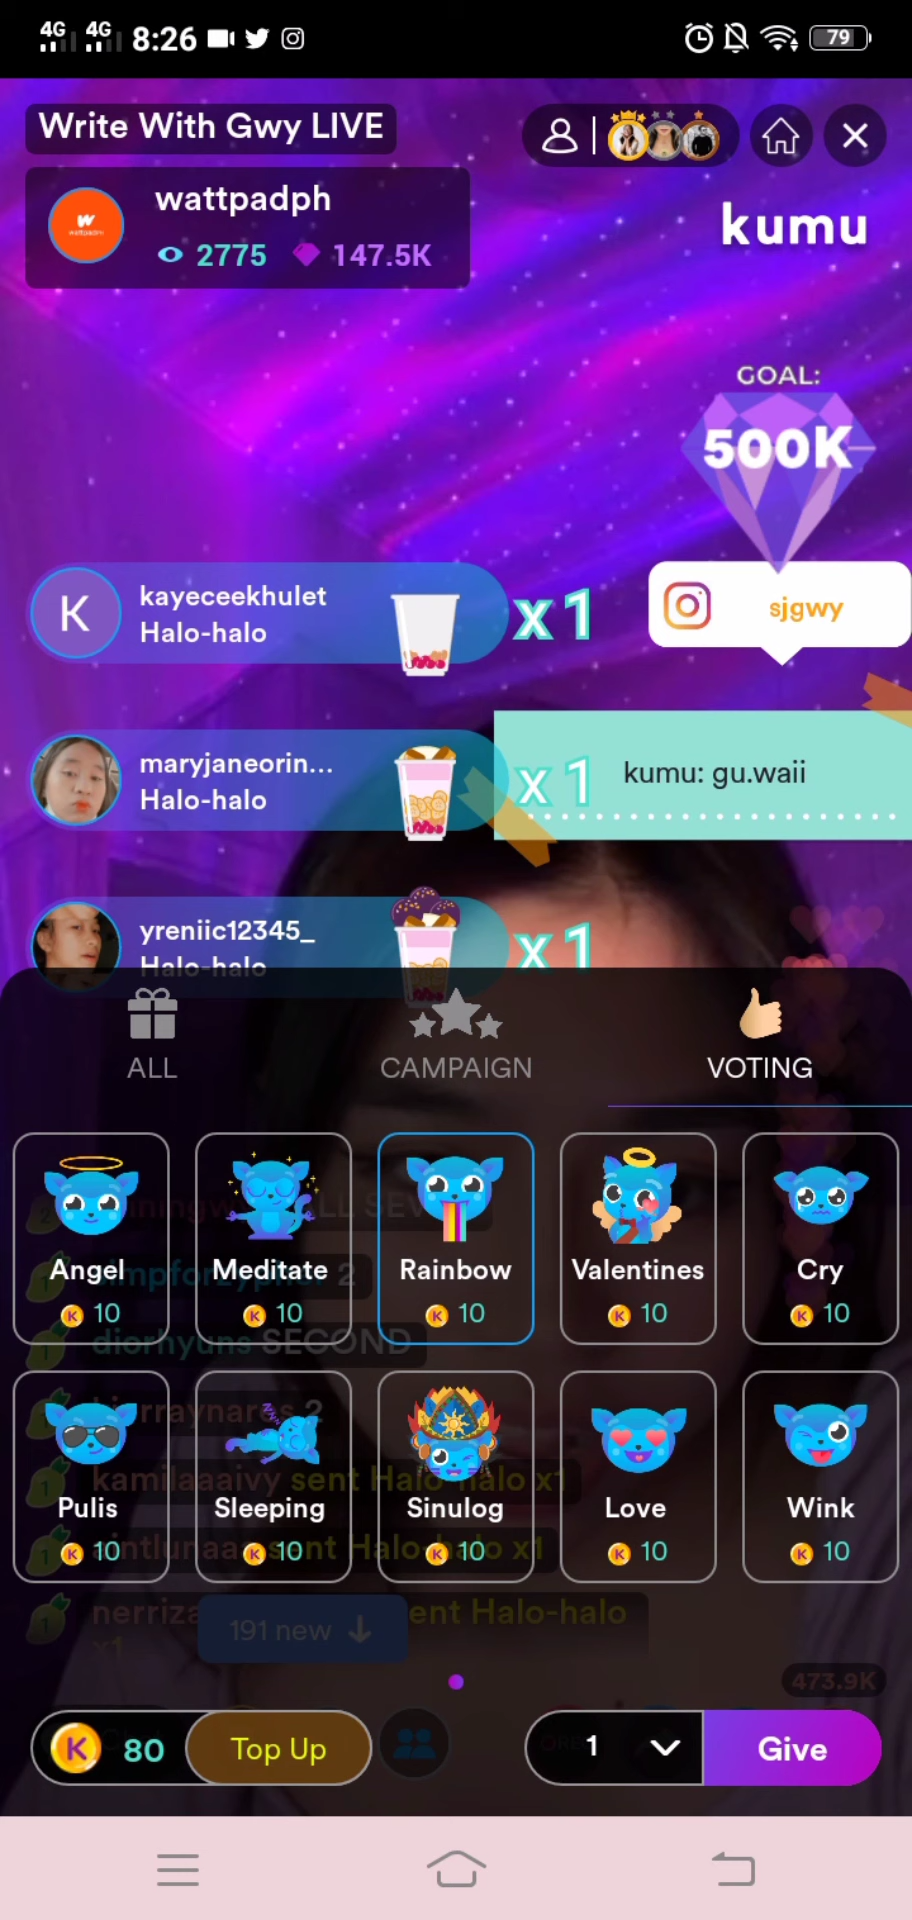 4G 4G 8:26 79
Write With Gwy LIVE
wattpadph
2775 147.5K
kumu
GOAL:
500K
kayeceekhulet
Halo-halo
x1
sjgwy
maryjaneorin...
Halo-halo
x1
kumu: gu.waii
yreniic12345_
Halo-halo
x1
ALL CAMPAIGN VOTING
Angel Meditate Rainbow Valentines Cry
10 10 10 10 10
diorhyuns SECOND
Pulis Sleeping Sinulog Love Wink
10 10 10 10 10
kamilaaaivy sent Halo-halo x1
sent Halo-halo x1
sent Halo-halo
x1
191 new
473.9K
K 80 Top Up 1 Give